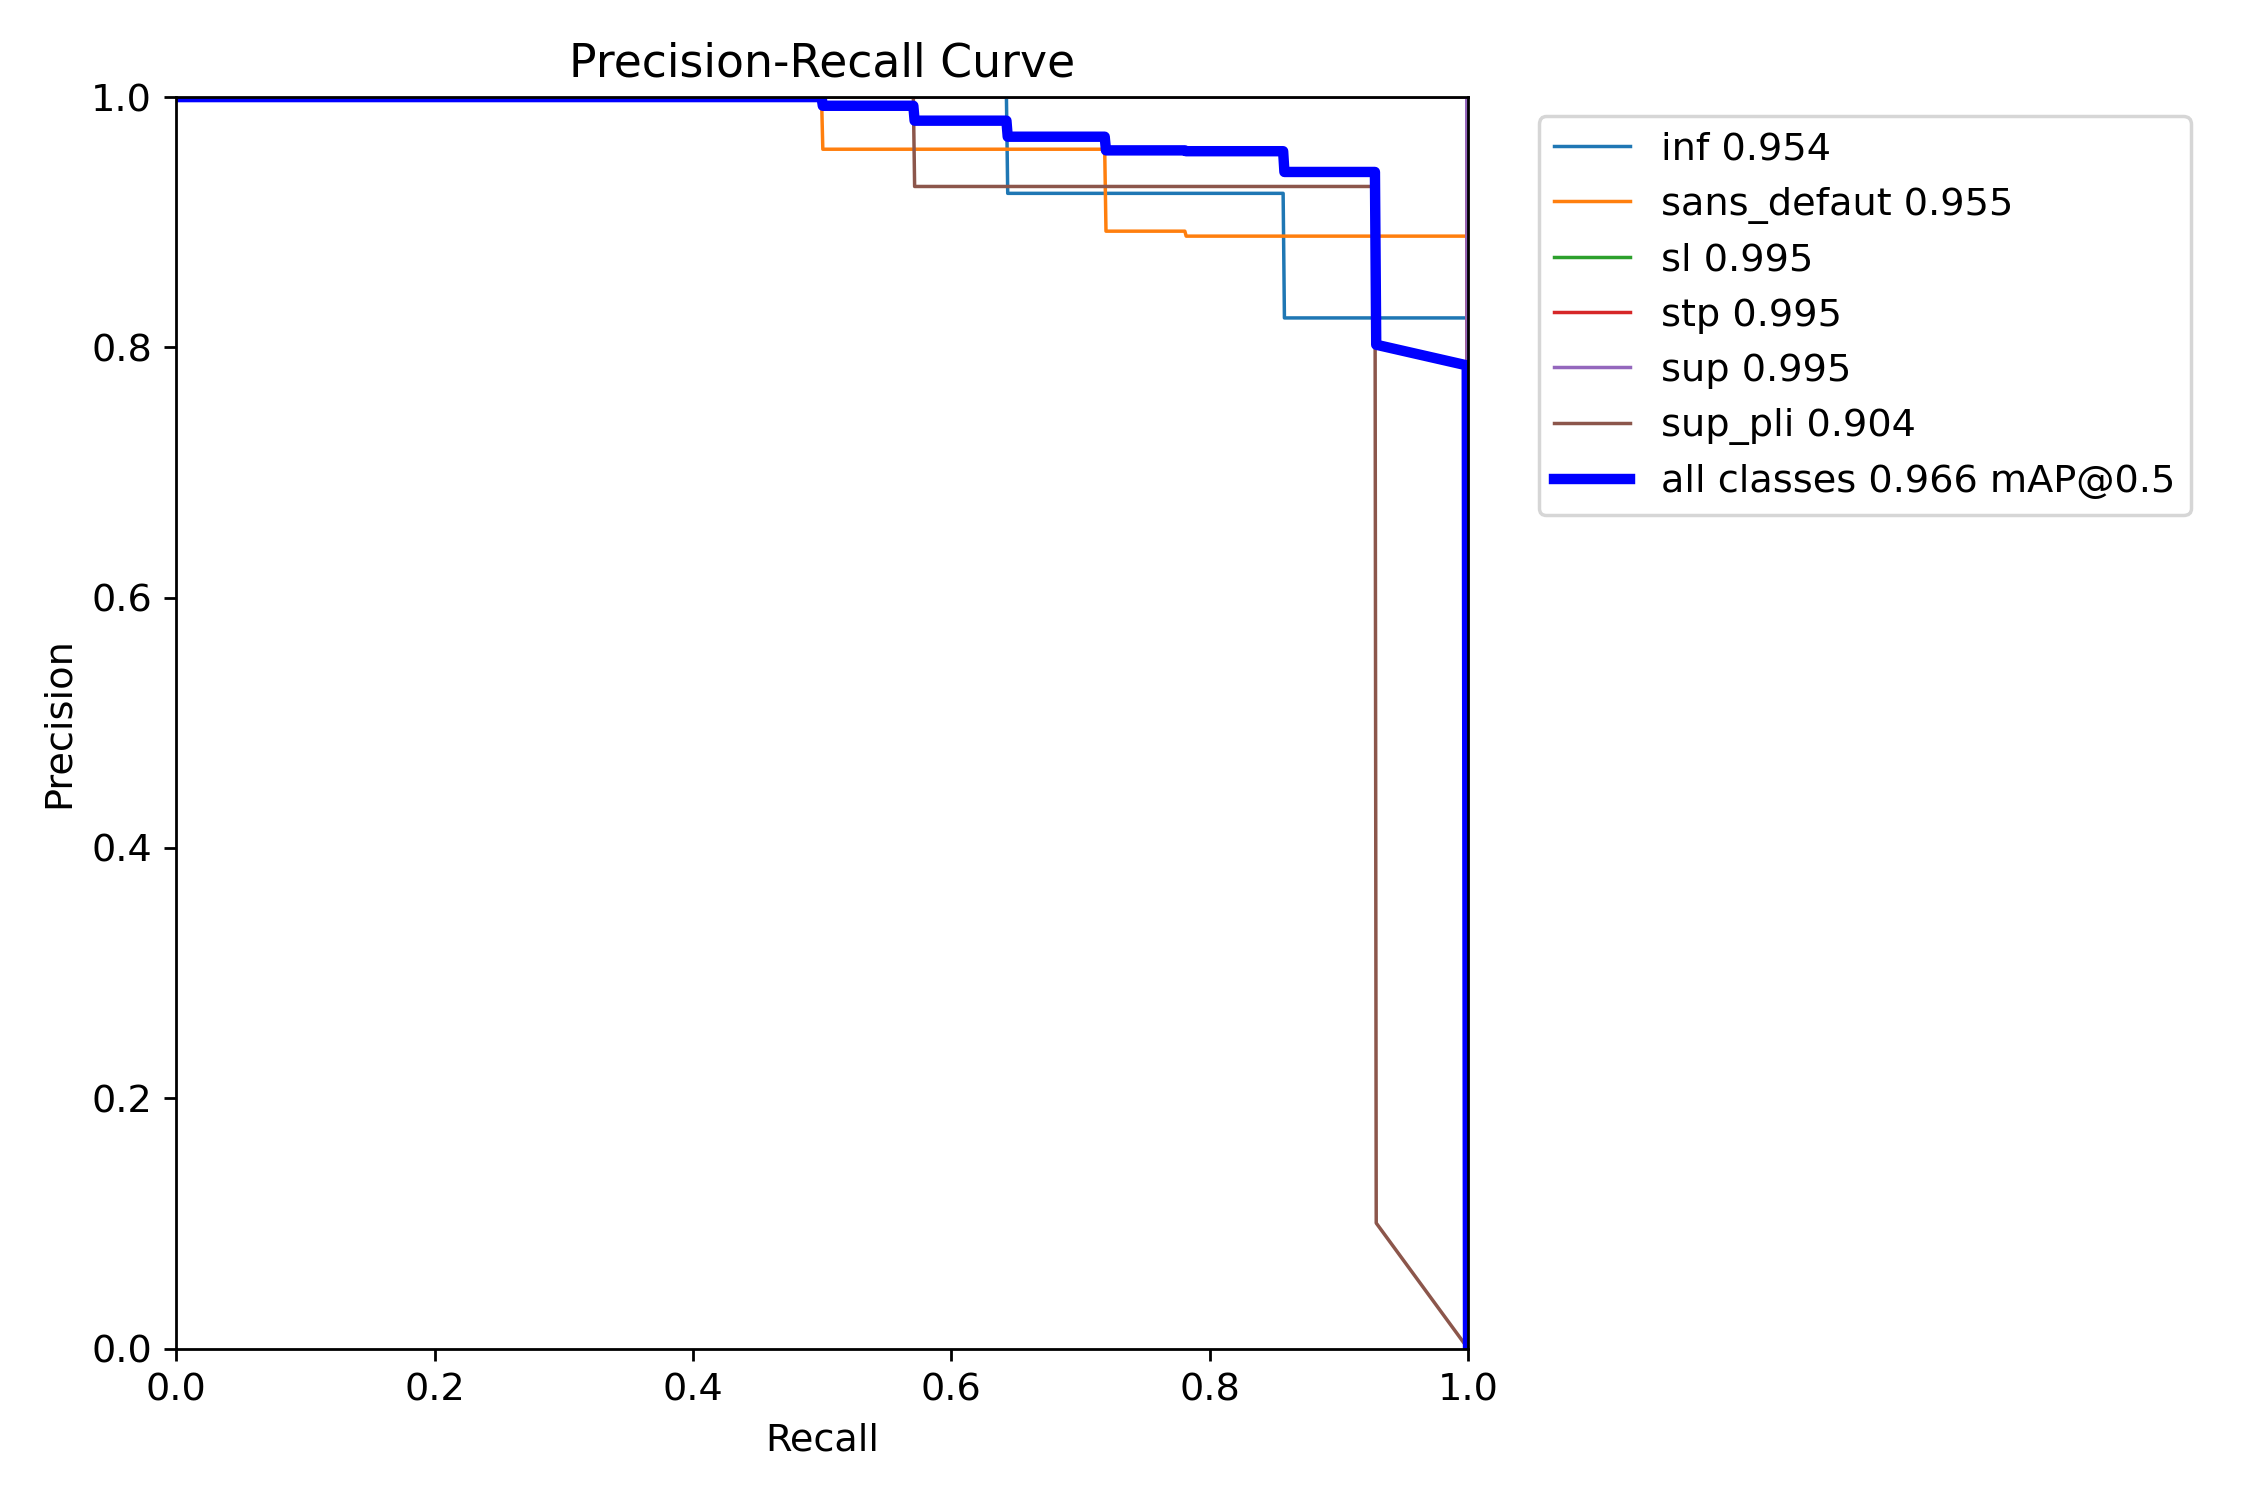 Precision-Recall Curve
1.0
0.8
0.6
0.4
0.2
0.0
Precision
0.0 0.2 0.4 0.6 0.8 1.0
Recall
inf 0.954
sans_defaut 0.955
sl 0.995
stp 0.995
sup 0.995
sup_pli 0.904
all classes 0.966 mAP@0.5